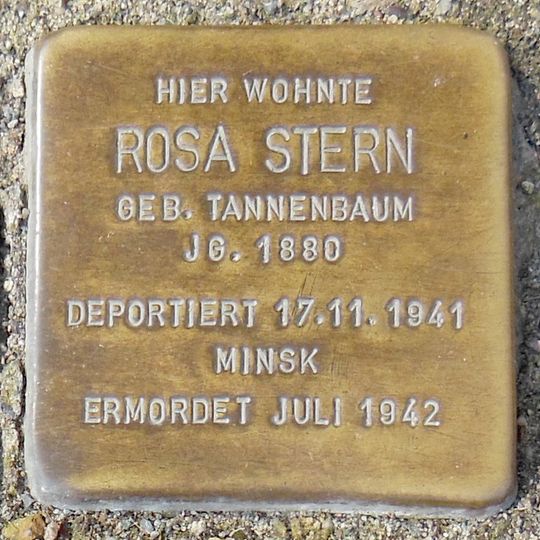 HIER WOHNTE
ROSA STERN
GEB. TANNENBAUM
JG. 1880
DEPORTIERT 17.11.1941
MINSK
ERMORDET JULI 1942